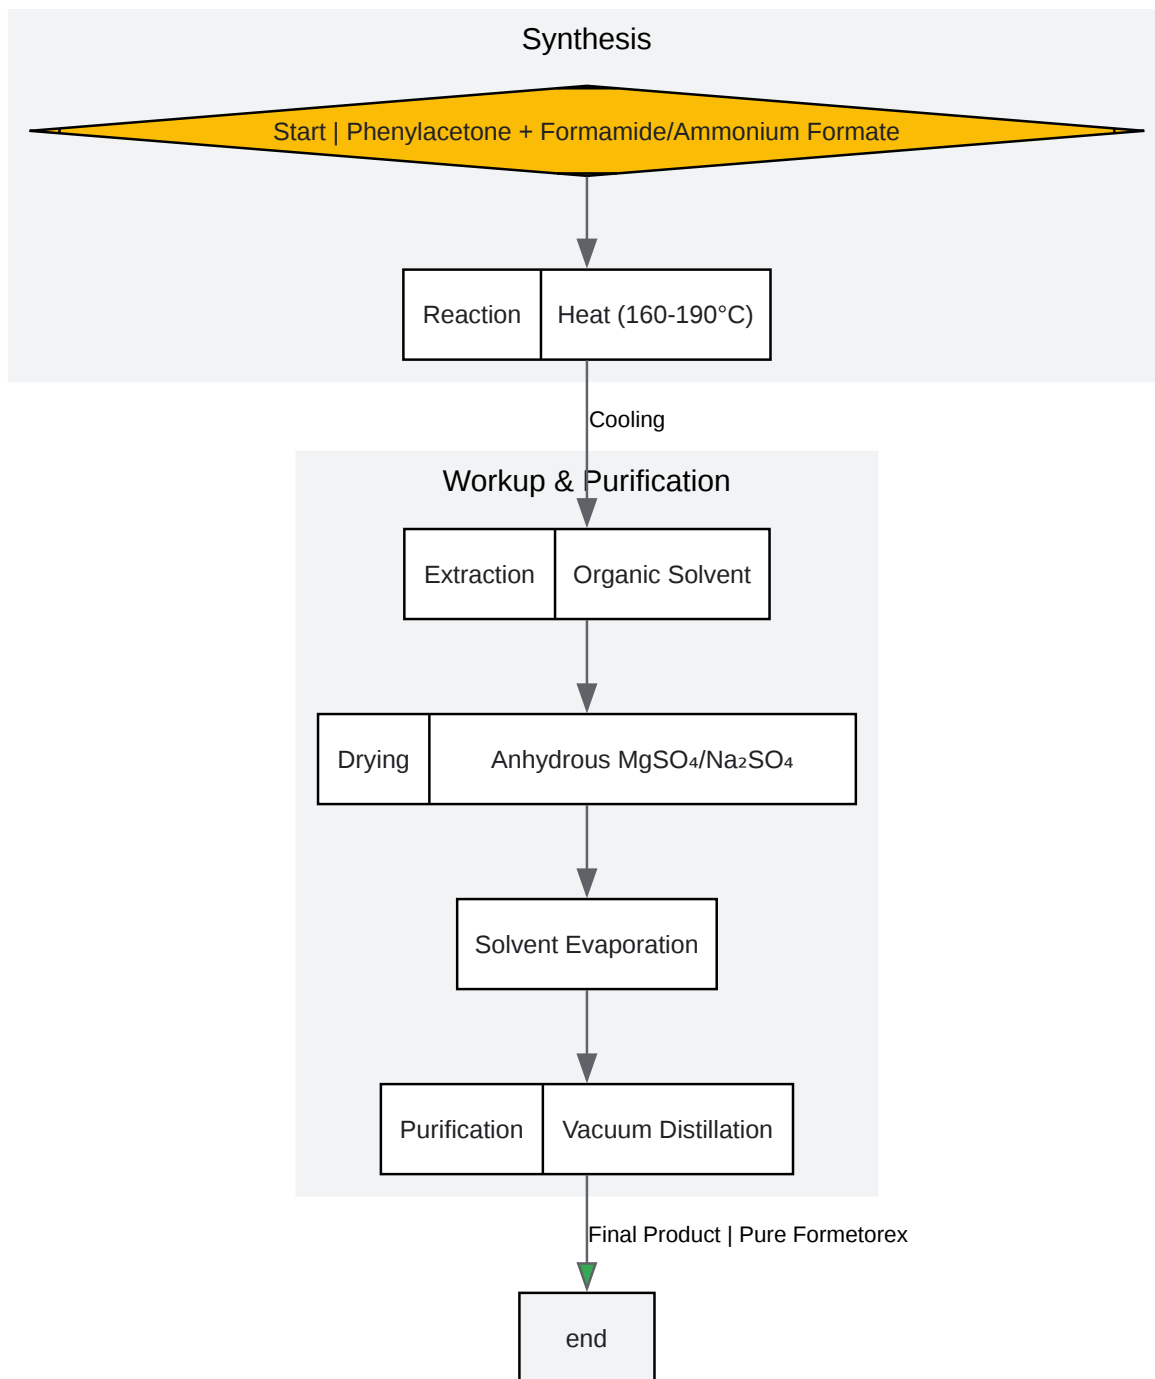 Synthesis
Start | Phenylacetone + Formamide/Ammonium Formate
Reaction
Heat (160-190°C)
Cooling
Workup & Purification
Extraction
Organic Solvent
Drying
Anhydrous MgSO₄/Na₂SO₄
Solvent Evaporation
Purification
Vacuum Distillation
Final Product | Pure Formetorex
end